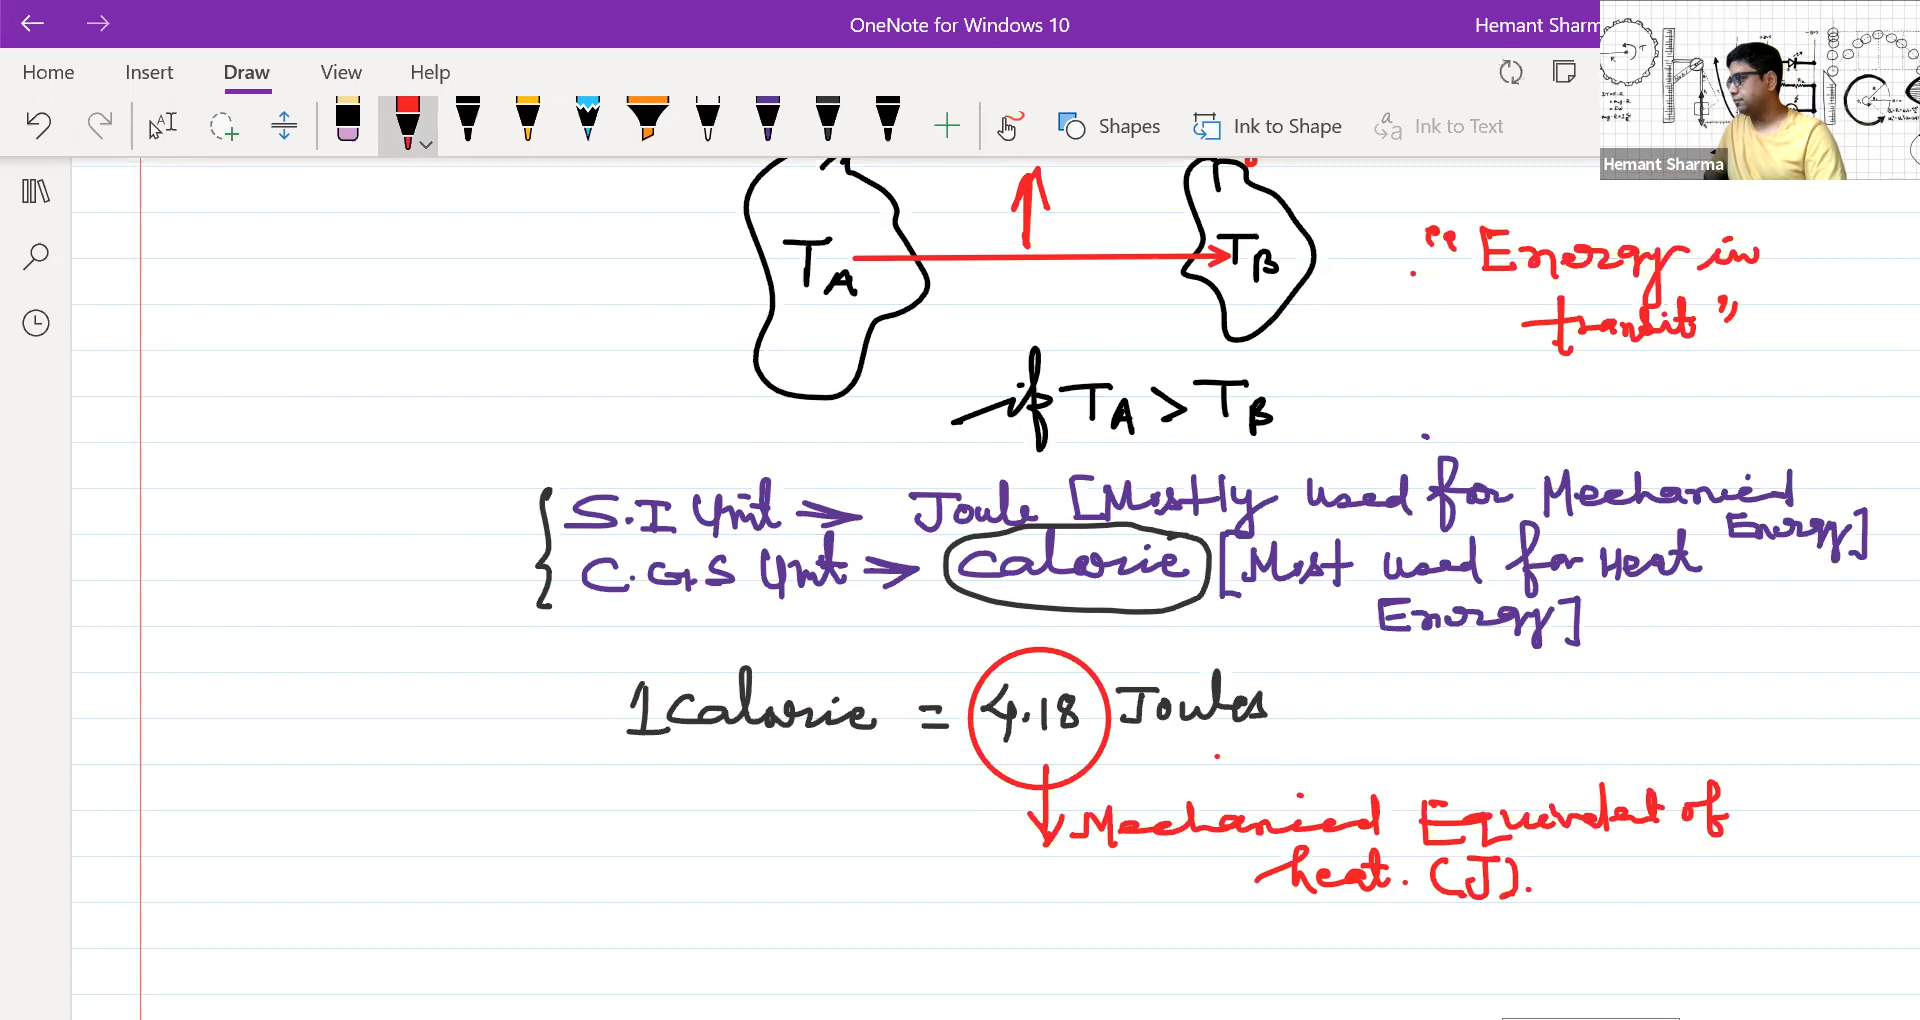 OneNote for Windows 10
Hemant Sharm
Home Insert Draw View Help
Shapes Ink to Shape Ink to Text
Hemant Sharma
TA TB
"Energy in
transit"
if TA > TB
S.I Unit ⇒ Joule [Mostly used for Mechanical
Energy]
C.G.S Unit ⇒ calorie [Most used for Heat
Energy]
1 Calorie = 4.18 Joules
Mechanical Equivalent of
heat. (J).